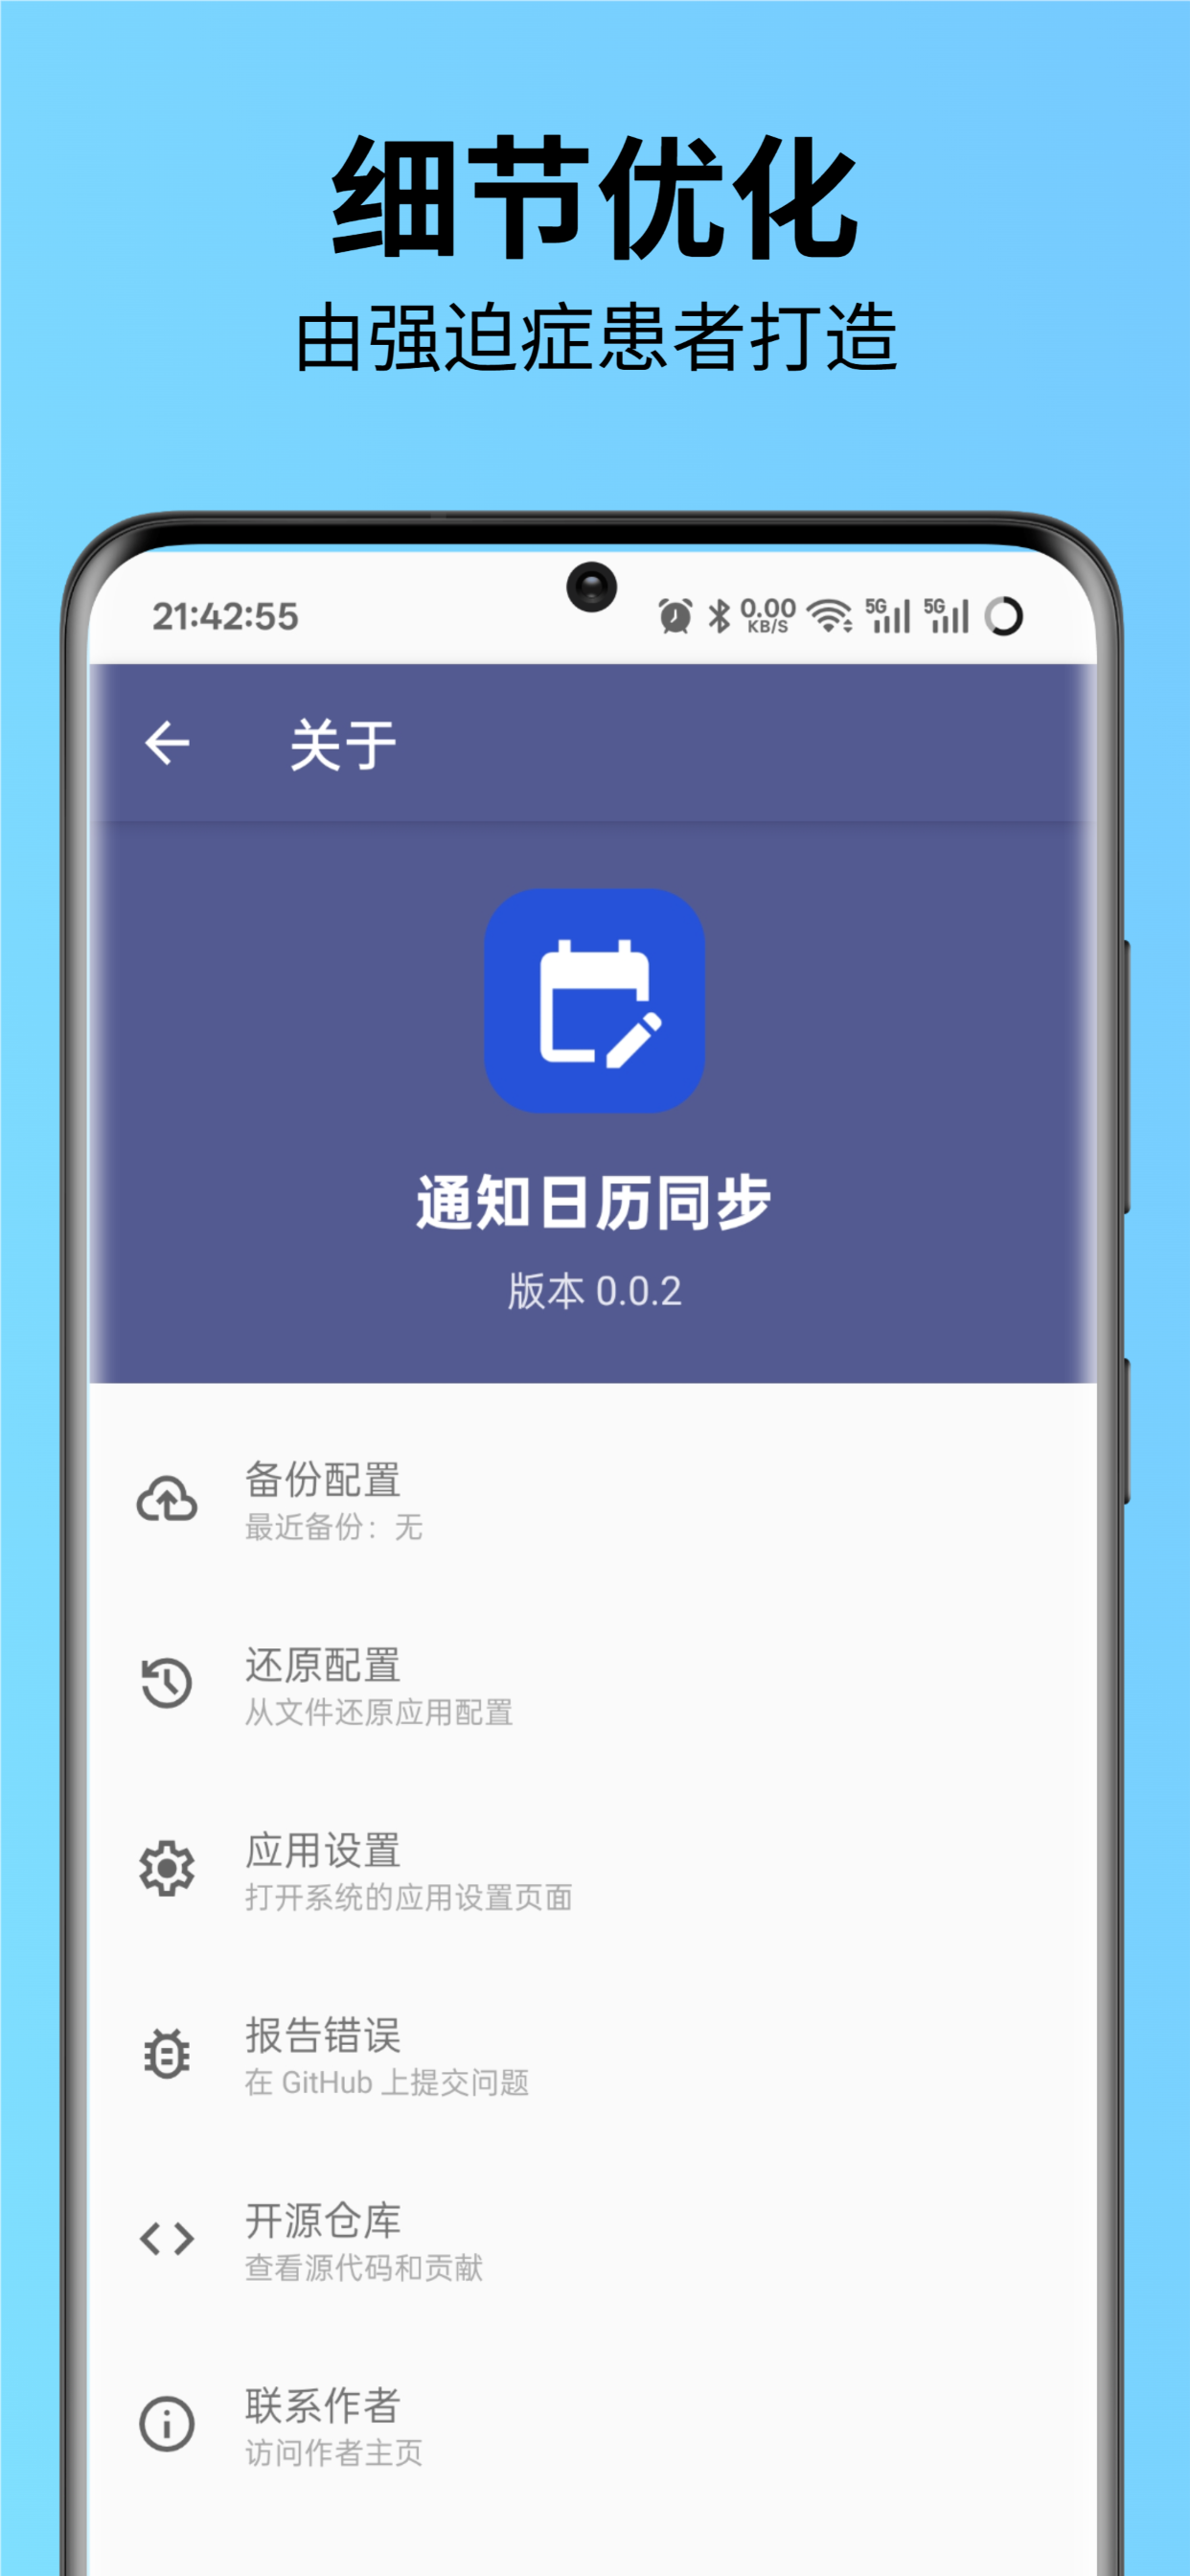 细节优化
由强迫症患者打造
21:42:55
0.00
KB/S
5G
5G
关于
通知日历同步
版本 0.0.2
备份配置
最近备份：无
还原配置
从文件还原应用配置
应用设置
打开系统的应用设置页面
报告错误
在 GitHub 上提交问题
开源仓库
查看源代码和贡献
联系作者
访问作者主页